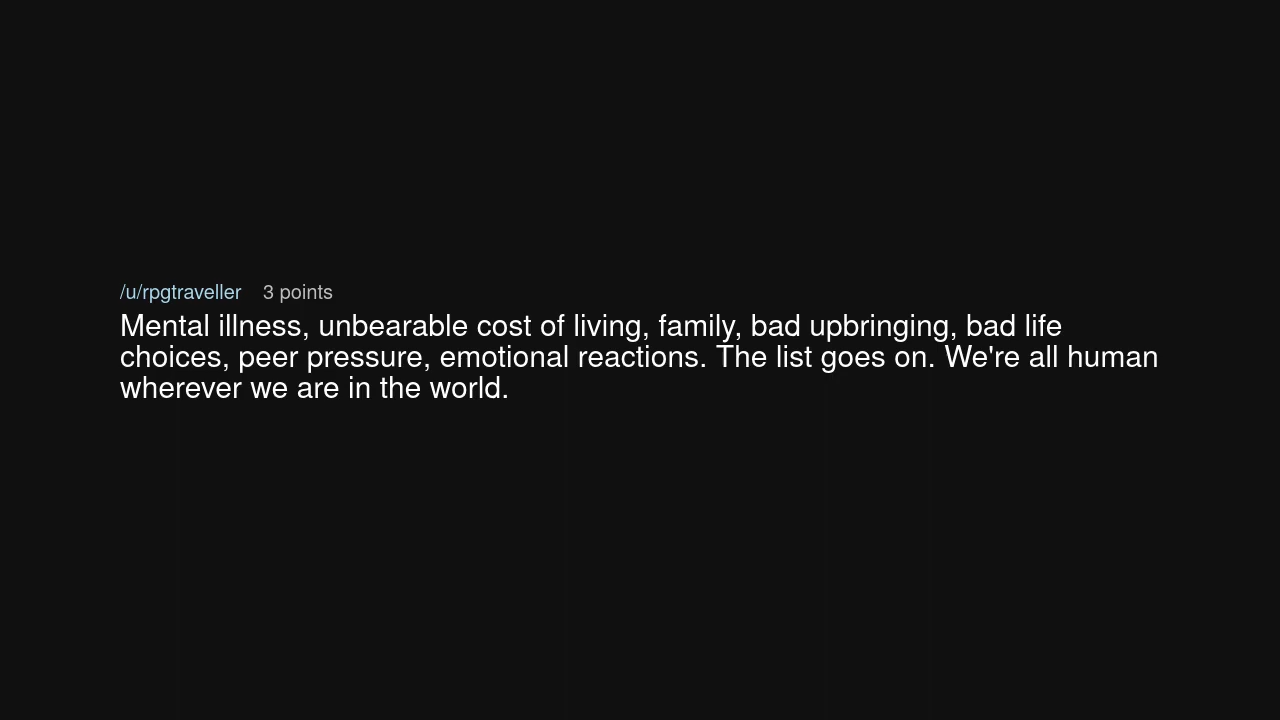 /u/rpgtraveller 3 points
Mental illness, unbearable cost of living, family, bad upbringing, bad life
choices, peer pressure, emotional reactions. The list goes on. We're all human
wherever we are in the world.